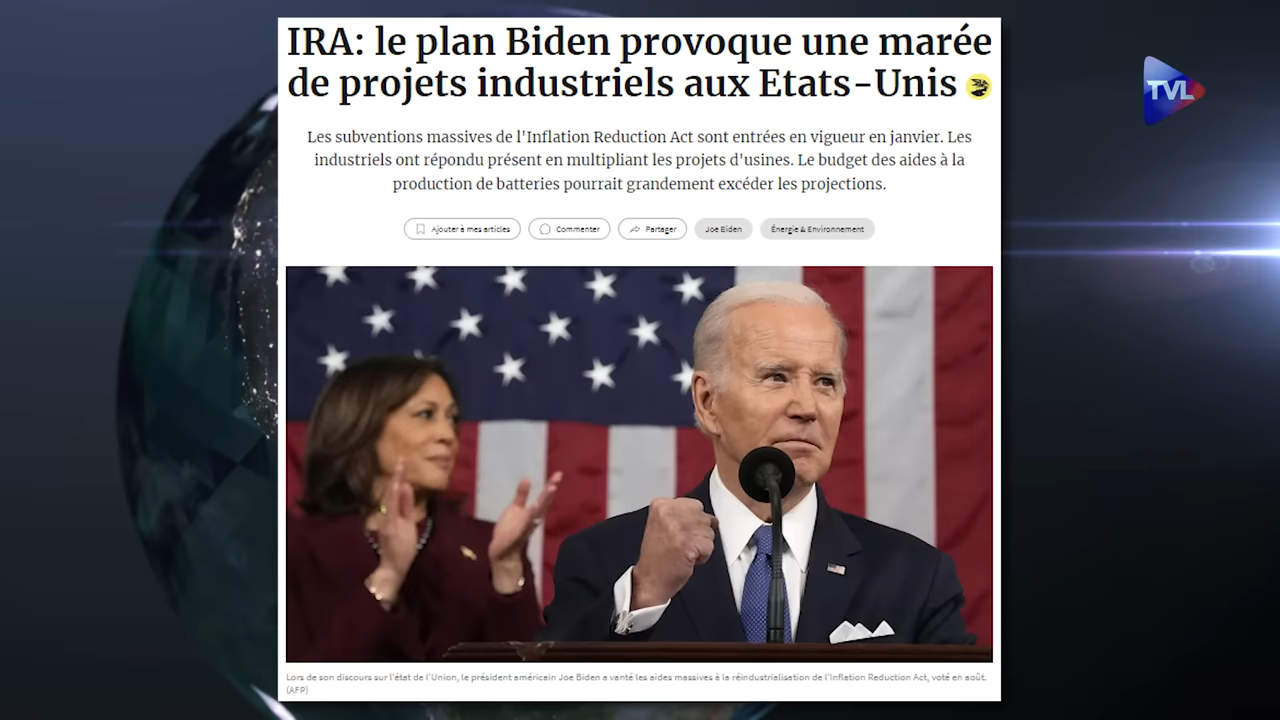 IRA: le plan Biden provoque une marée
de projets industriels aux Etats-Unis
TVL
Les subventions massives de l'Inflation Reduction Act sont entrées en vigueur en janvier. Les
industriels ont répondu présent en multipliant les projets d'usines. Le budget des aides à la
production de batteries pourrait grandement excéder les projections.
Ajouter à mes articles
Commenter
Partager
Joe Biden
Énergie & Environnement
Lors de son discours sur l'état de l'Union, le président américain Joe Biden a vanté les aides massives à la réindustrialisation de l'Inflation Reduction Act, voté en août.
(AFP)